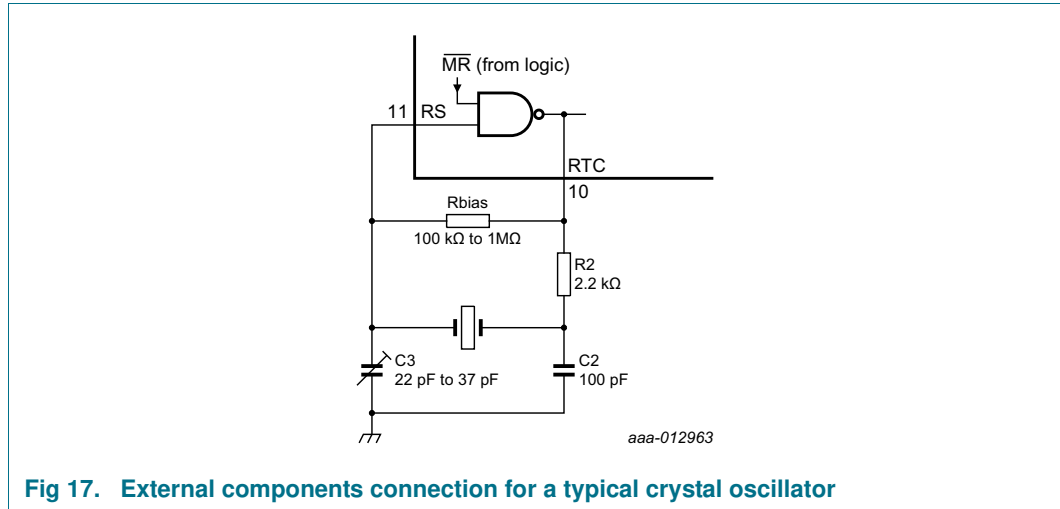 MR (from logic)
11 RS
RTC
10
Rbias
100 kΩ to 1MΩ
R2
2.2 kΩ
C3
22 pF to 37 pF
C2
100 pF
aaa-012963
Fig 17. External components connection for a typical crystal oscillator